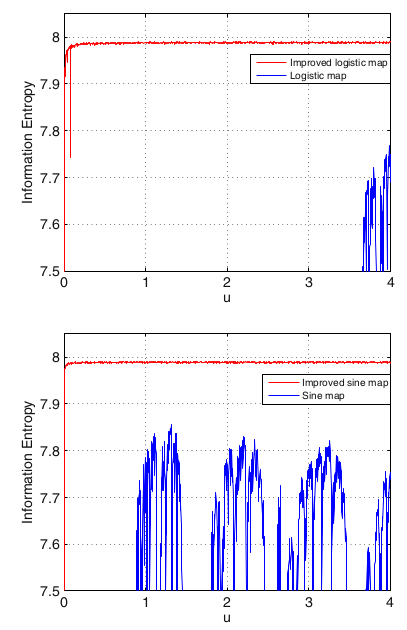 8
7.9
7.8
7.7
7.6
7.5
Information Entropy
Improved logistic map
Logistic map
0 1 2 3 4
u
8
7.9
7.8
7.7
7.6
7.5
Information Entropy
Improved sine map
Sine map
0 1 2 3 4
u